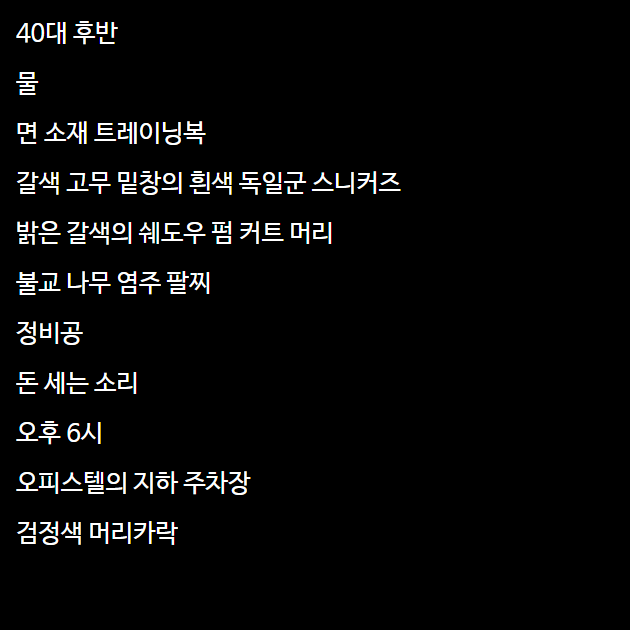 40대 후반
물
면 소재 트레이닝복
갈색 고무 밑창의 흰색 독일군 스니커즈
밝은 갈색의 쉐도우 펌 커트 머리
불교 나무 염주 팔찌
정비공
돈 세는 소리
오후 6시
오피스텔의 지하 주차장
검정색 머리카락